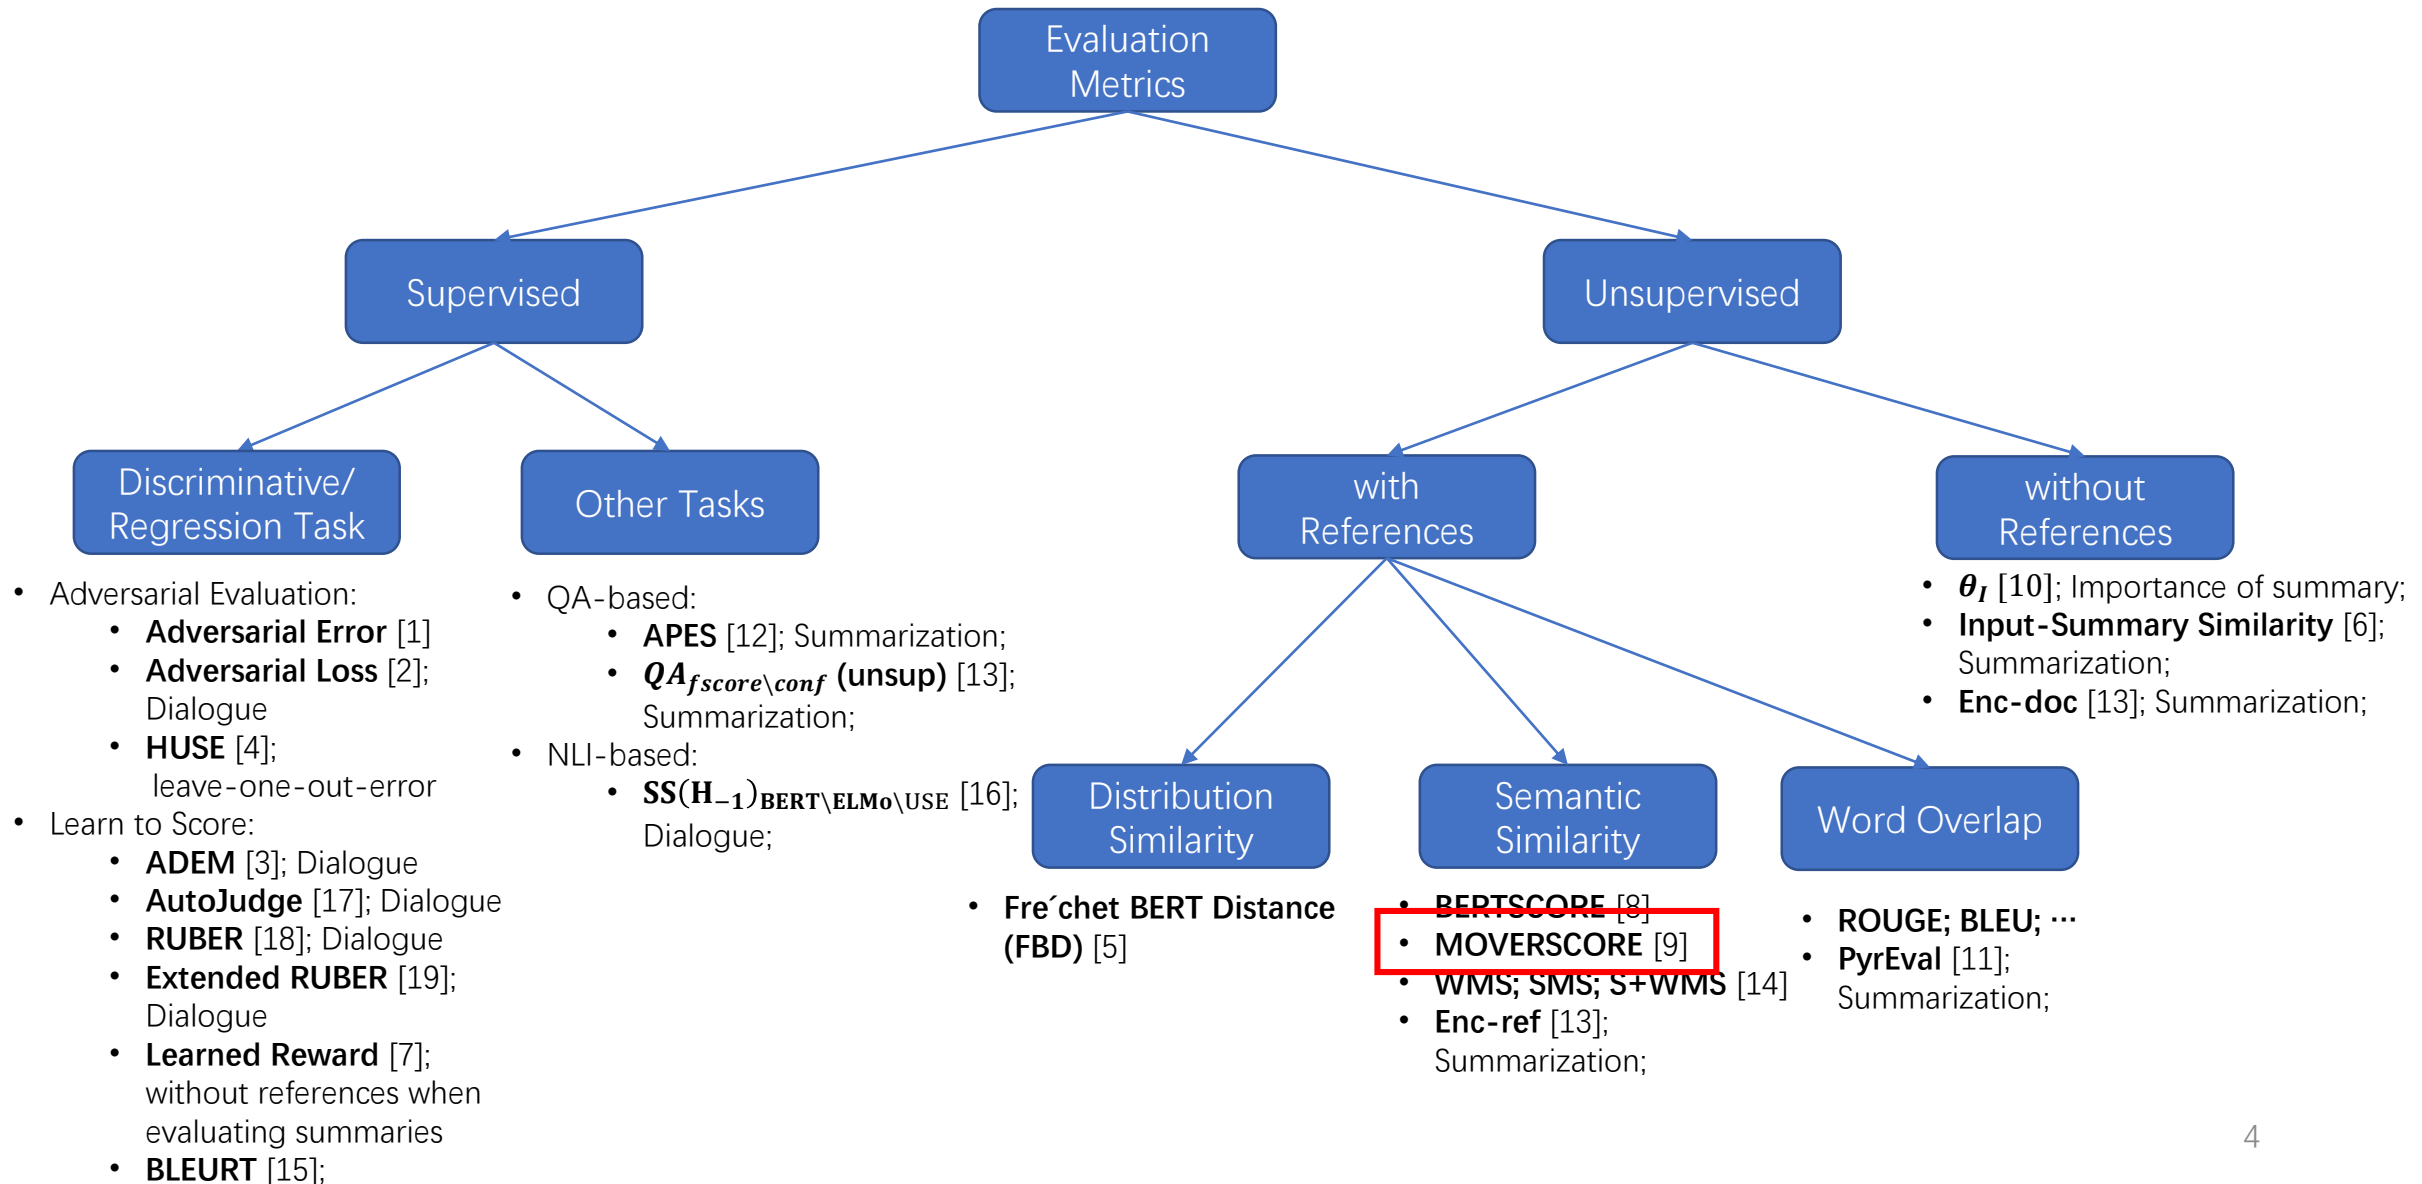 Evaluation
Metrics
Supervised
Unsupervised
Discriminative/
Regression Task
Other Tasks
with
References
without
References
• Adversarial Evaluation:
• Adversarial Error [1]
• Adversarial Loss [2];
Dialogue
• HUSE [4];
leave-one-out-error
• Learn to Score:
• ADEM [3]; Dialogue
• AutoJudge [17]; Dialogue
• RUBER [18]; Dialogue
• Extended RUBER [19];
Dialogue
• Learned Reward [7];
without references when
evaluating summaries
• BLEURT [15];
• QA-based:
• APES [12]; Summarization;
• QA_{fscore\conf} (unsup) [13];
Summarization;
• NLI-based:
• SS(H_{−1})_{BERT\ELMo\USE} [16];
Dialogue;
• θ_I [10]; Importance of summary;
• Input-Summary Similarity [6];
Summarization;
• Enc-doc [13]; Summarization;
Distribution
Similarity
Semantic
Similarity
Word Overlap
• Fre´chet BERT Distance
(FBD) [5]
• BERTSCORE [8]
• MOVERSCORE [9]
• WMS; SMS; S+WMS [14]
• Enc-ref [13];
Summarization;
• ROUGE; BLEU; ⋯
• PyrEval [11];
Summarization;
4